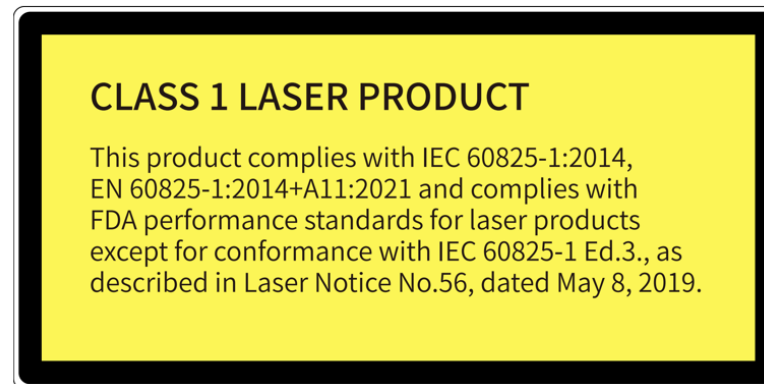 CLASS 1 LASER PRODUCT
This product complies with IEC 60825-1:2014,
EN 60825-1:2014+A11:2021 and complies with
FDA performance standards for laser products
except for conformance with IEC 60825-1 Ed.3., as
described in Laser Notice No.56, dated May 8, 2019.